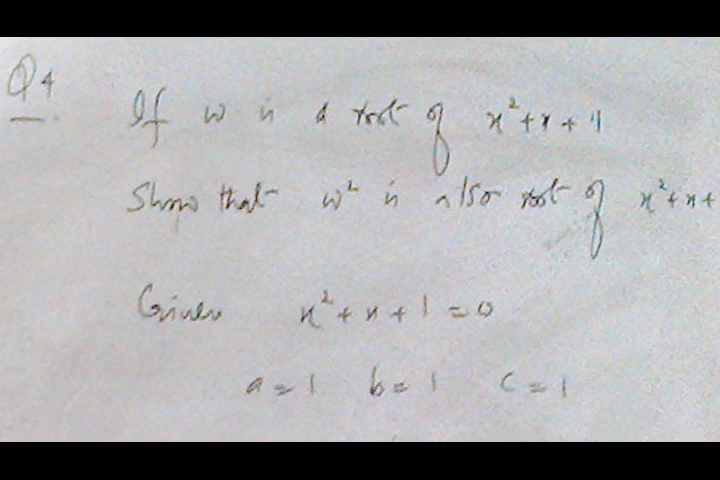 Q4
If w is a root of x²+x+1
Show that w² is also root of x²+x+
Given x²+x+1=0
a=1 b=1 c=1